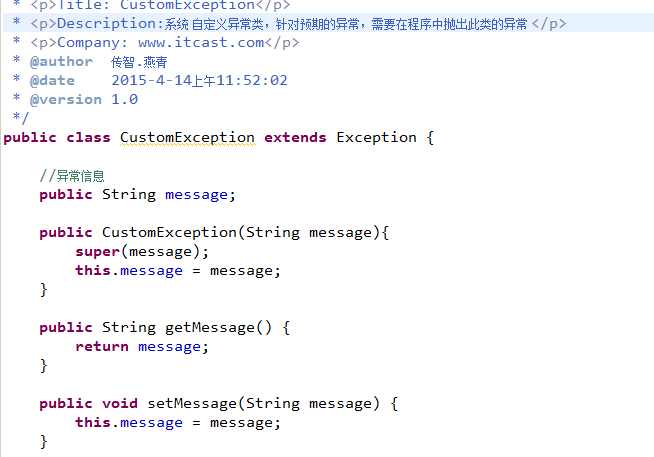 * <p>Title: CustomException</p>
* <p>Description:系统 自定义异常类，针对预期的异常，需要在程序中抛出此类的异常 </p>
* <p>Company: www.itcast.com</p>
* @author 传智.燕青
* @date 2015-4-14上午11:52:02
* @version 1.0
*/
public class CustomException extends Exception {
//异常信息
public String message;
public CustomException(String message){
super(message);
this.message = message;
}
public String getMessage() {
return message;
}
public void setMessage(String message) {
this.message = message;
}